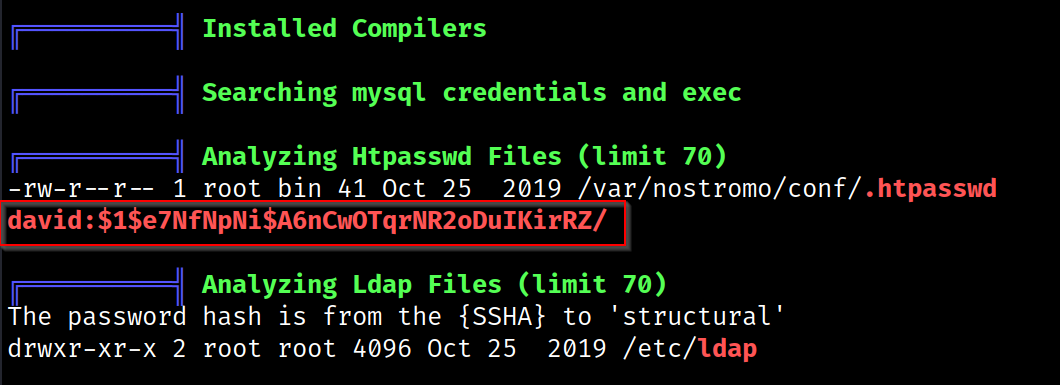 Installed Compilers
Searching mysql credentials and exec
Analyzing Htpasswd Files (limit 70)
-rw-r--r-- 1 root bin 41 Oct 25  2019 /var/nostromo/conf/.htpasswd
david:$1$e7NfNpNi$A6nCwOTqrNR2oDuIKirRZ/
Analyzing Ldap Files (limit 70)
The password hash is from the {SSHA} to 'structural'
drwxr-xr-x 2 root root 4096 Oct 25  2019 /etc/ldap